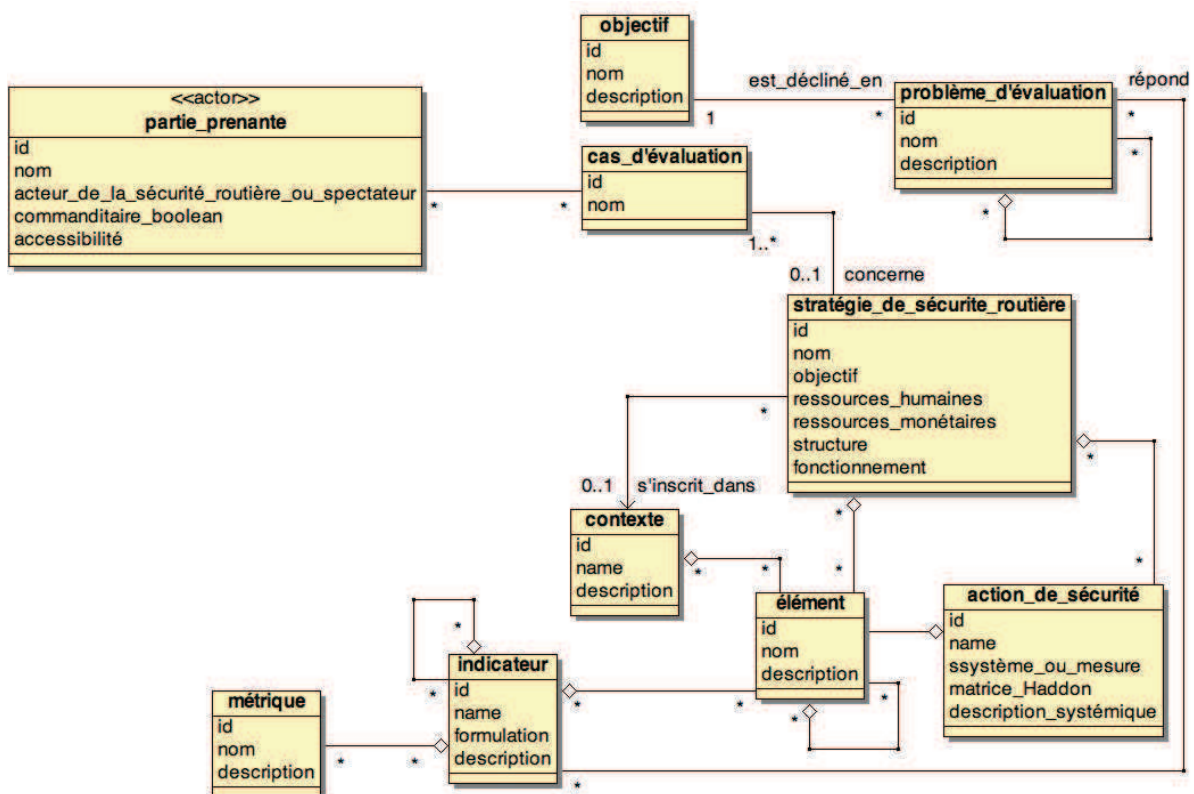 objectif
id
nom
description
est_décliné_en
1
*
problème_d'évaluation
id
nom
description
répond
*
*
*
<<actor>>
partie_prenante
id
nom
acteur_de_la_sécurité_routière_ou_spectateur
commanditaire_boolean
accessibilité
*
*
cas_d'évaluation
id
nom
1..*
0..1
concerne
stratégie_de_sécurite_routière
id
nom
objectif
ressources_humaines
ressources_monétaires
structure
fonctionnement
*
*
*
0..1
s'inscrit_dans
contexte
id
name
description
*
*
*
*
élément
id
nom
description
*
*
action_de_sécurité
id
name
ssystème_ou_mesure
matrice_Haddon
description_systémique
indicateur
id
name
formulation
description
*
*
*
*
*
métrique
id
nom
description
*
*